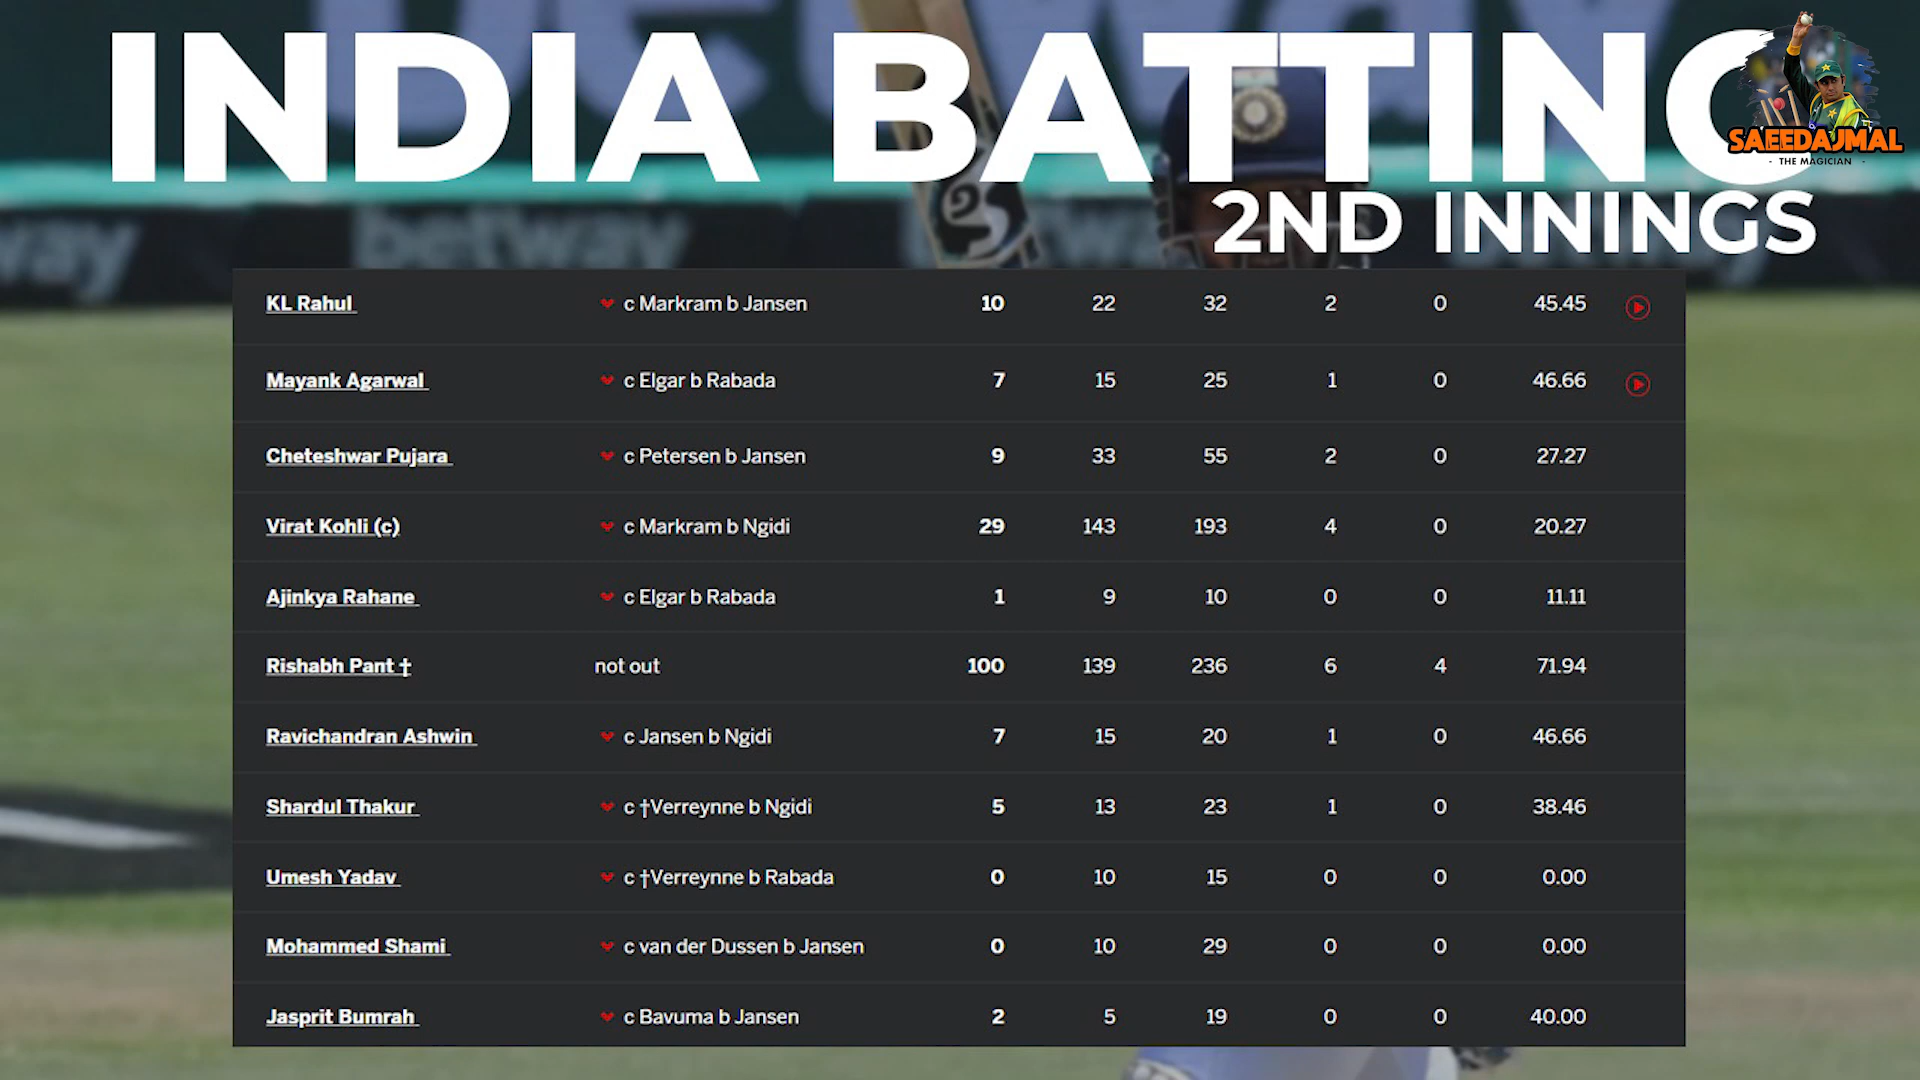 INDIA BATTING
SAEEDAJMAL
- THE MAGICIAN -
2ND INNINGS
way betway betway betway
KL Rahul c Markram b Jansen 10 22 32 2 0 45.45
Mayank Agarwal c Elgar b Rabada 7 15 25 1 0 46.66
Cheteshwar Pujara c Petersen b Jansen 9 33 55 2 0 27.27
Virat Kohli (c) c Markram b Ngidi 29 143 193 4 0 20.27
Ajinkya Rahane c Elgar b Rabada 1 9 10 0 0 11.11
Rishabh Pant † not out 100 139 236 6 4 71.94
Ravichandran Ashwin c Jansen b Ngidi 7 15 20 1 0 46.66
Shardul Thakur c †Verreynne b Ngidi 5 13 23 1 0 38.46
Umesh Yadav c †Verreynne b Rabada 0 10 15 0 0 0.00
Mohammed Shami c van der Dussen b Jansen 0 10 29 0 0 0.00
Jasprit Bumrah c Bavuma b Jansen 2 5 19 0 0 40.00